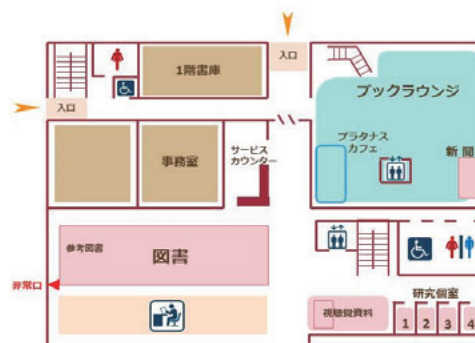 入口
1階書庫
ブックラウンジ
入口
プラタナス
カフェ
新聞
事務室
サービス
カウンター
参考図書
図書
非常口
研究個室
視聴覚資料
1
2
3
4